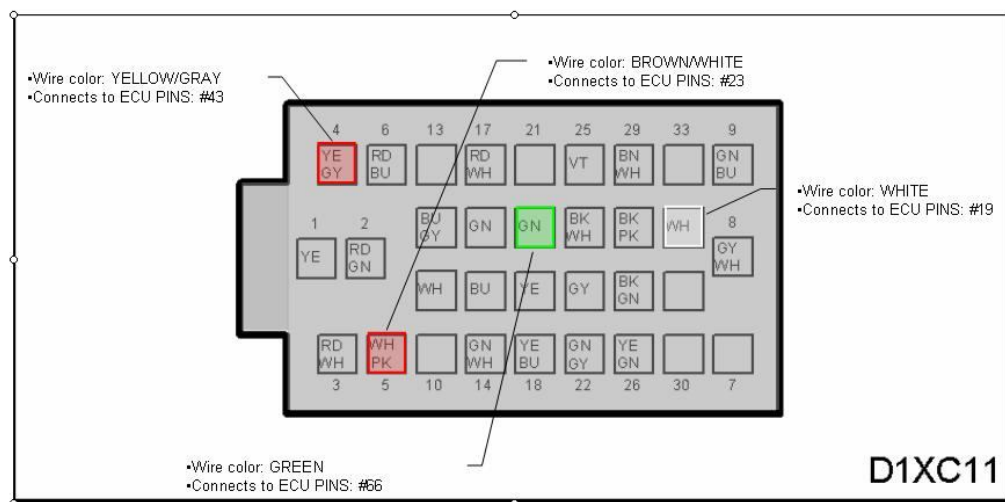 •Wire color: YELLOW/GRAY
•Connects to ECU PINS: #43
•Wire color: BROWN/WHITE
•Connects to ECU PINS: #23
4 6 13 17 21 25 29 33 9
YE GY
RD BU
RD WH
VT
BN WH
GN BU
•Wire color: WHITE
•Connects to ECU PINS: #19
1 2 8
BU GY
GN
GN
BK WH
BK PK
WH
YE
RD GN
GY WH
WH
BU
YE
GY
BK GN
RD WH
WH PK
GN WH
YE BU
GN GY
YE GN
3 5 10 14 18 22 26 30 7
•Wire color: GREEN
•Connects to ECU PINS: #66
D1XC11